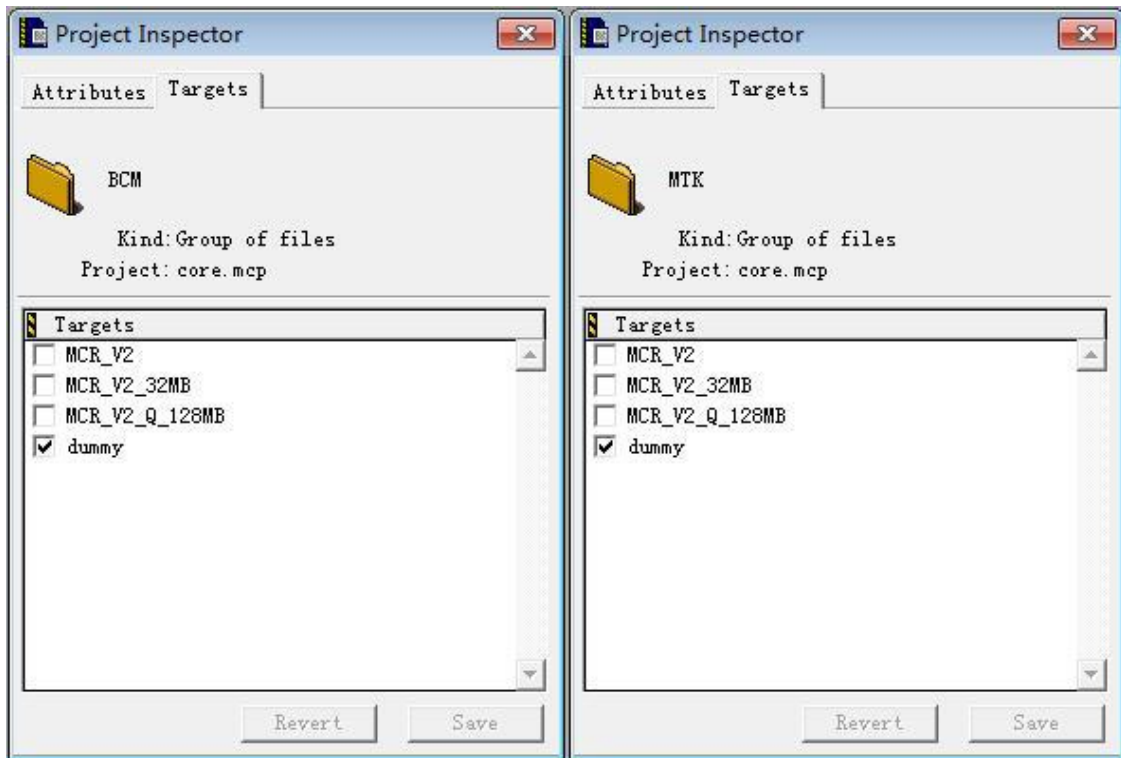 Project Inspector
Attributes Targets
BCM
Kind: Group of files
Project: core.mcp
Targets
MCR_V2
MCR_V2_32MB
MCR_V2_Q_128MB
dummy
Revert Save
Project Inspector
Attributes Targets
MTK
Kind: Group of files
Project: core.mcp
Targets
MCR_V2
MCR_V2_32MB
MCR_V2_Q_128MB
dummy
Revert Save